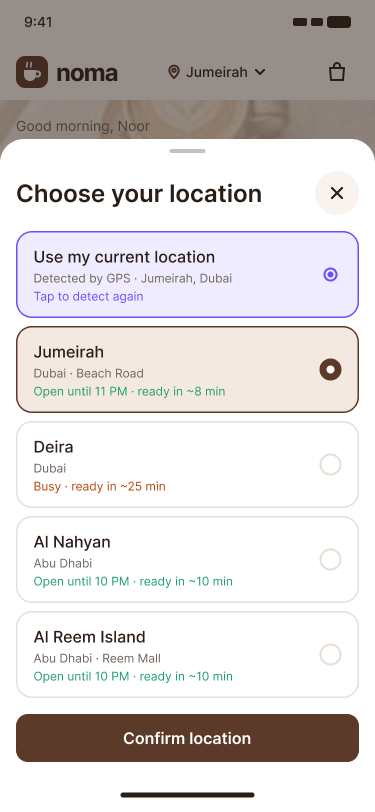 9:41
noma
Jumeirah
Good morning, Noor
Choose your location
Use my current location
Detected by GPS · Jumeirah, Dubai
Tap to detect again
Jumeirah
Dubai · Beach Road
Open until 11 PM · ready in ~8 min
Deira
Dubai
Busy · ready in ~25 min
Al Nahyan
Abu Dhabi
Open until 10 PM · ready in ~10 min
Al Reem Island
Abu Dhabi · Reem Mall
Open until 10 PM · ready in ~10 min
Confirm location